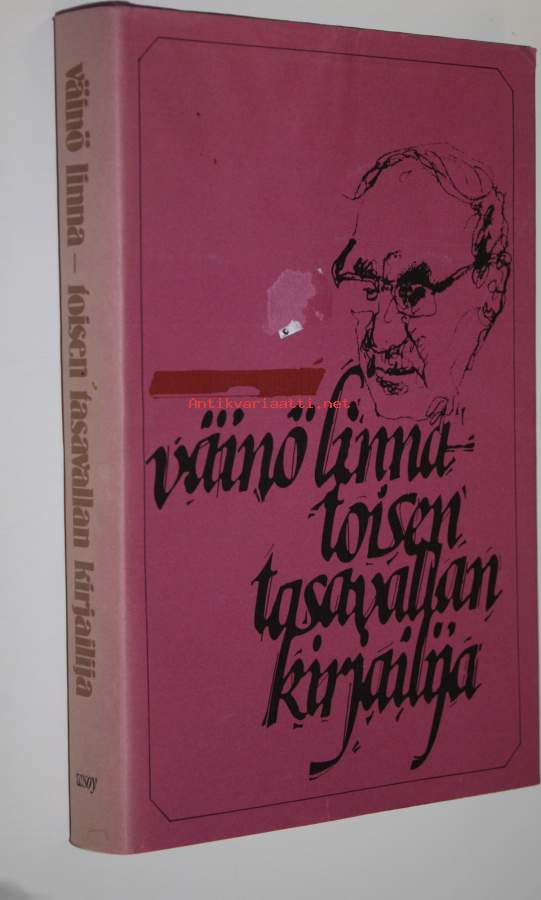 väinö linna – toisen tasavallan kirjailija
wsoy
Antikvariaatti.net
väinö linna –
toisen
tasavallan
kirjailija